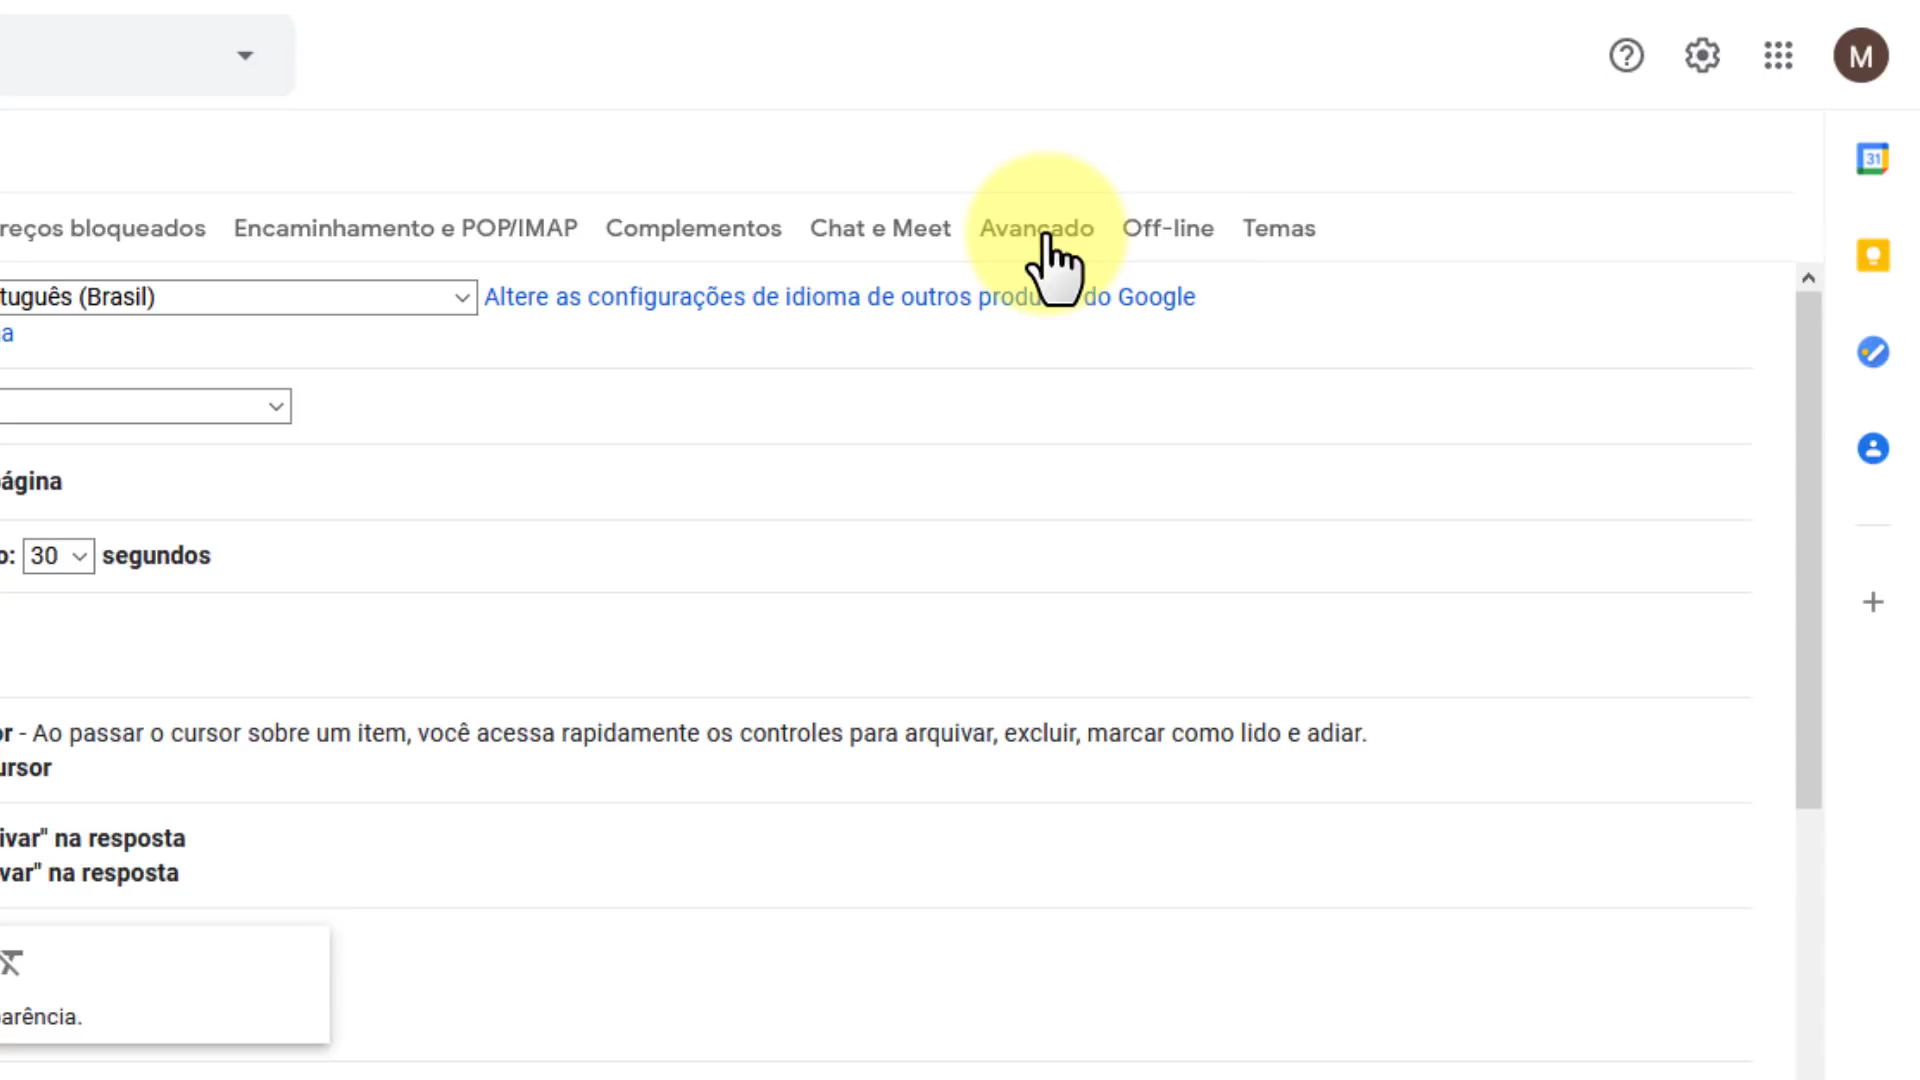 M
31
reços bloqueados Encaminhamento e POP/IMAP Complementos Chat e Meet Avançado Off-line Temas
tuguês (Brasil) Altere as configurações de idioma de outros produ do Google
a
ágina
o: 30 segundos
or - Ao passar o cursor sobre um item, você acessa rapidamente os controles para arquivar, excluir, marcar como lido e adiar.
ursor
ivar" na resposta
var" na resposta
arência.